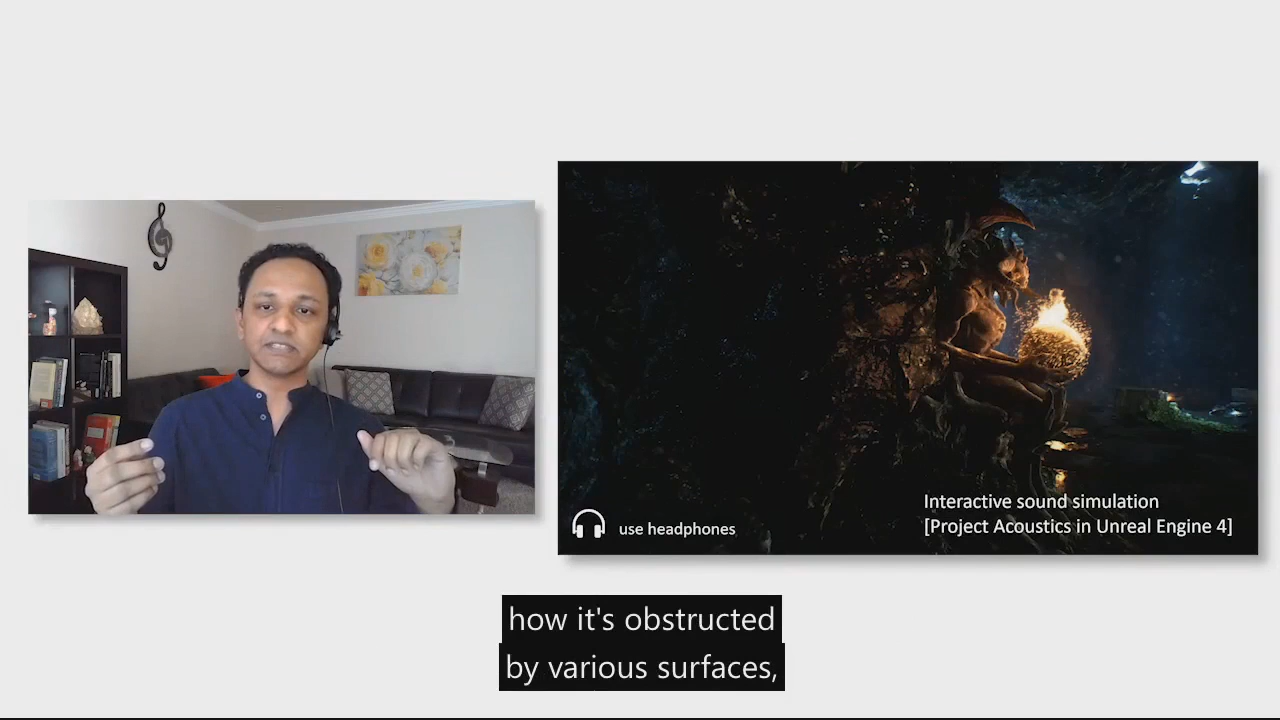 Interactive sound simulation
[Project Acoustics in Unreal Engine 4]
use headphones
how it's obstructed
by various surfaces,